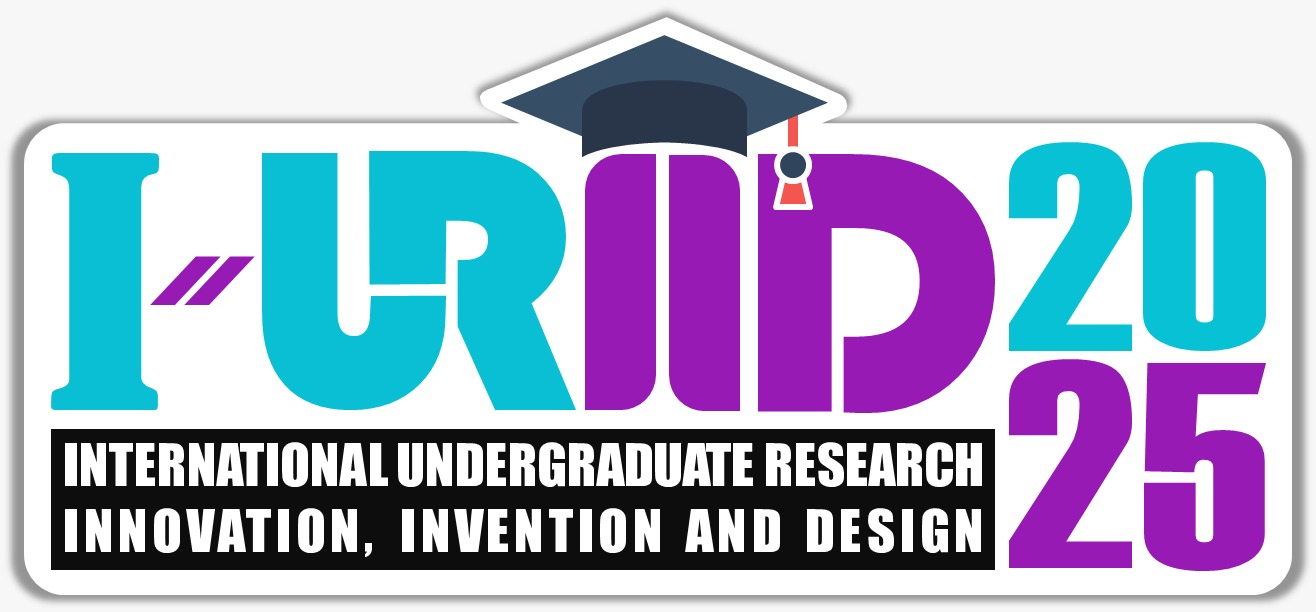 I-URIID 2025
INTERNATIONAL UNDERGRADUATE RESEARCH
INNOVATION, INVENTION AND DESIGN